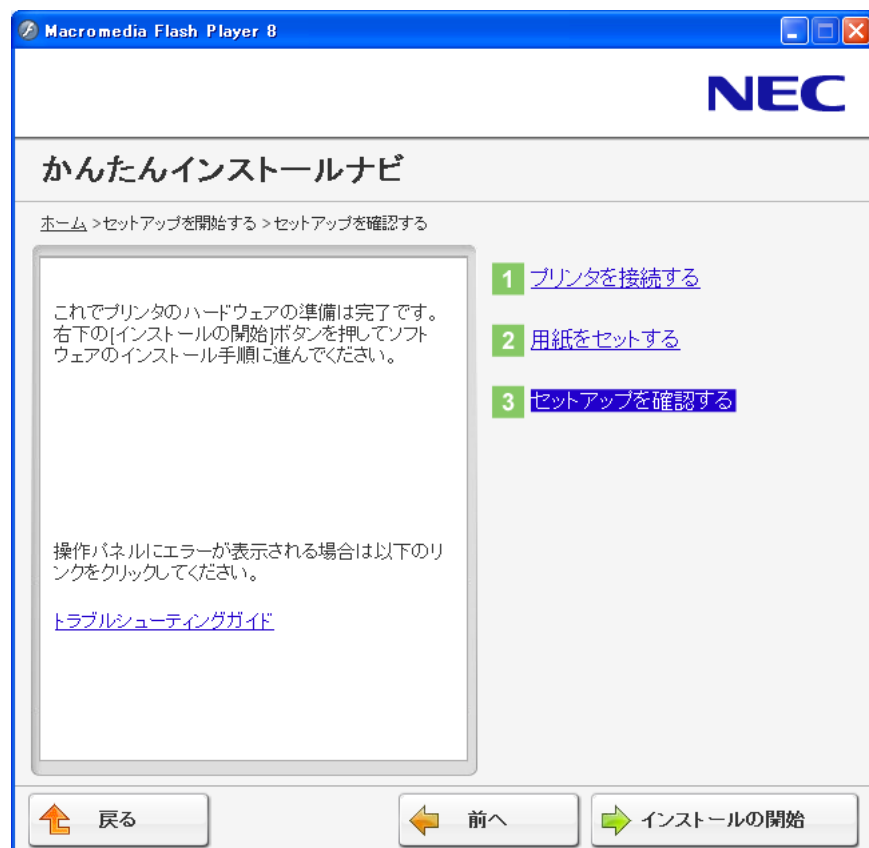 Macromedia Flash Player 8
NEC
かんたんインストールナビ
ホーム >セットアップを開始する >セットアップを確認する
これでプリンタのハードウェアの準備は完了です。
右下の[インストールの開始]ボタンを押してソフト
ウェアのインストール手順に進んでください。
操作パネルにエラーが表示される場合は以下のリ
ンクをクリックしてください。
トラブルシューティングガイド
1 プリンタを接続する
2 用紙をセットする
3 セットアップを確認する
戻る
前へ
インストールの開始